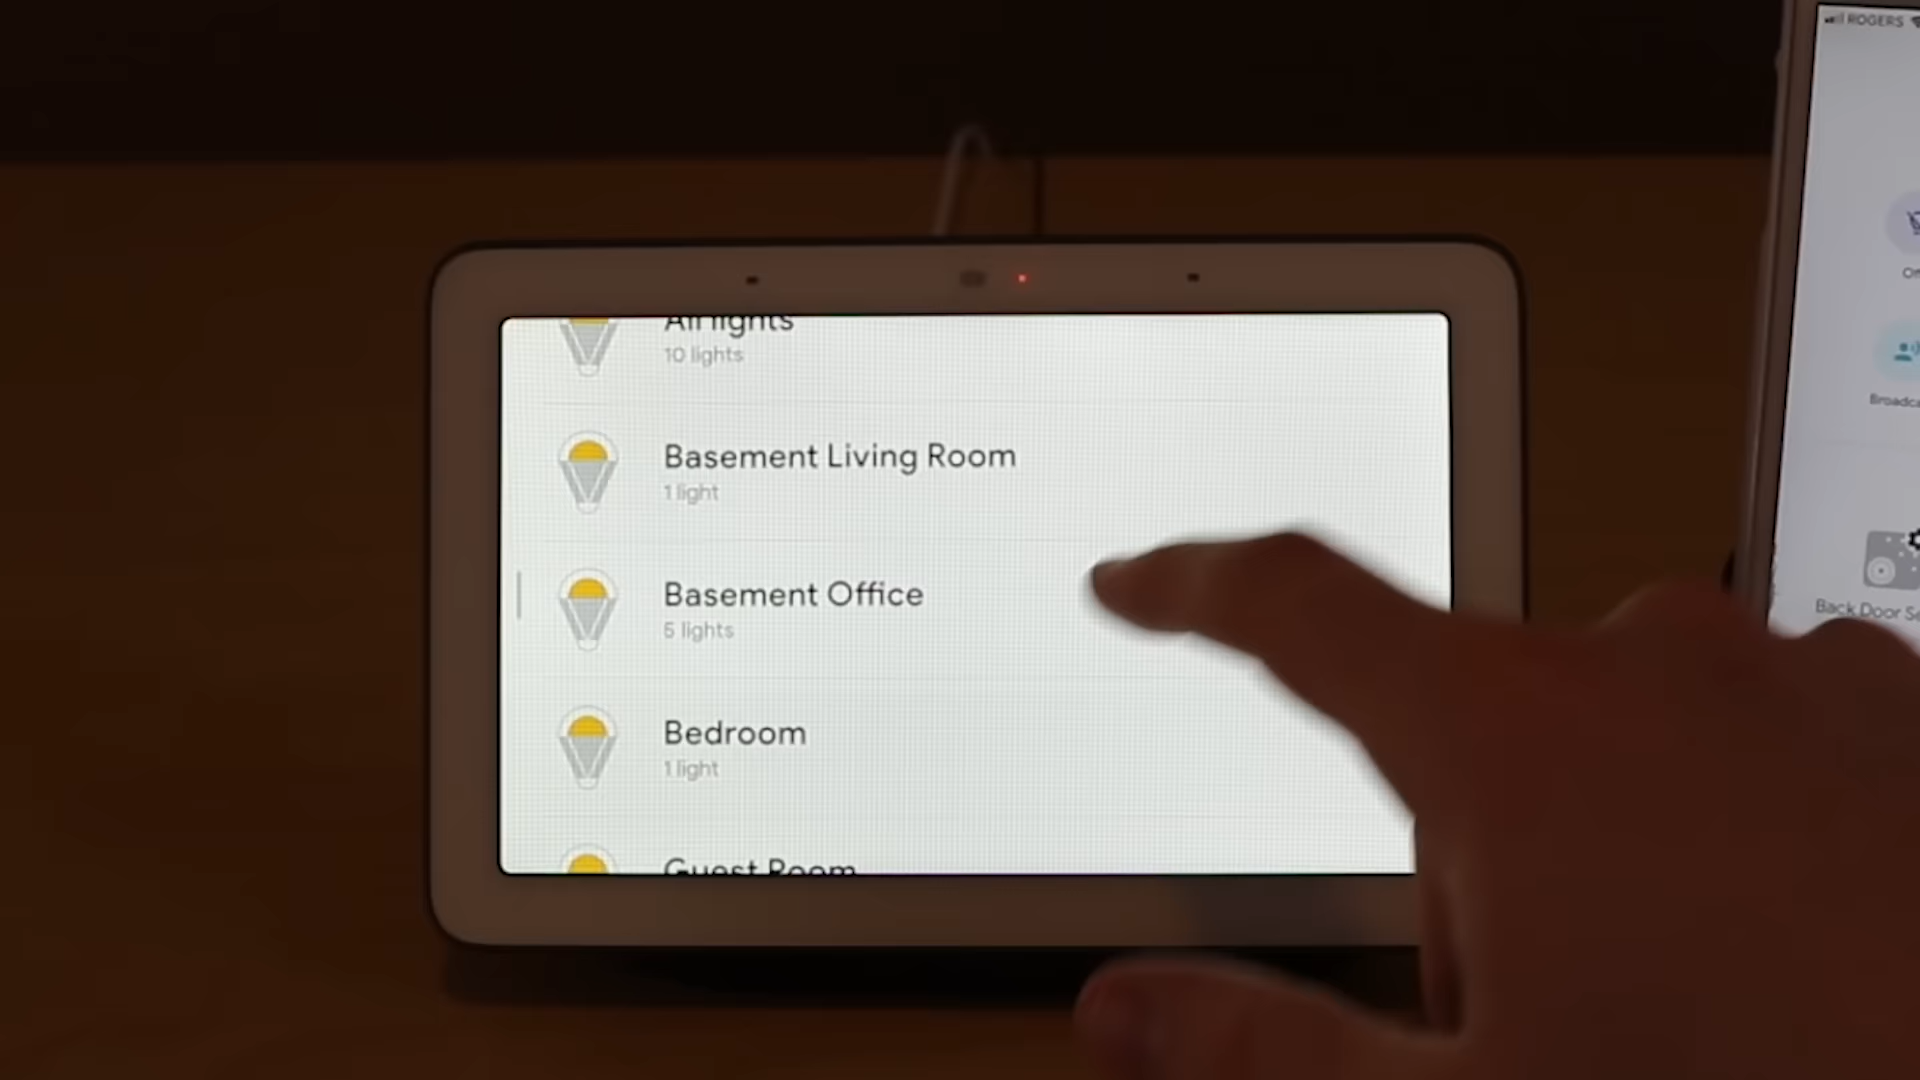 All lights
10 lights
Basement Living Room
1 light
Basement Office
5 lights
Bedroom
1 light
Guest Room
ROGERS
Back Door